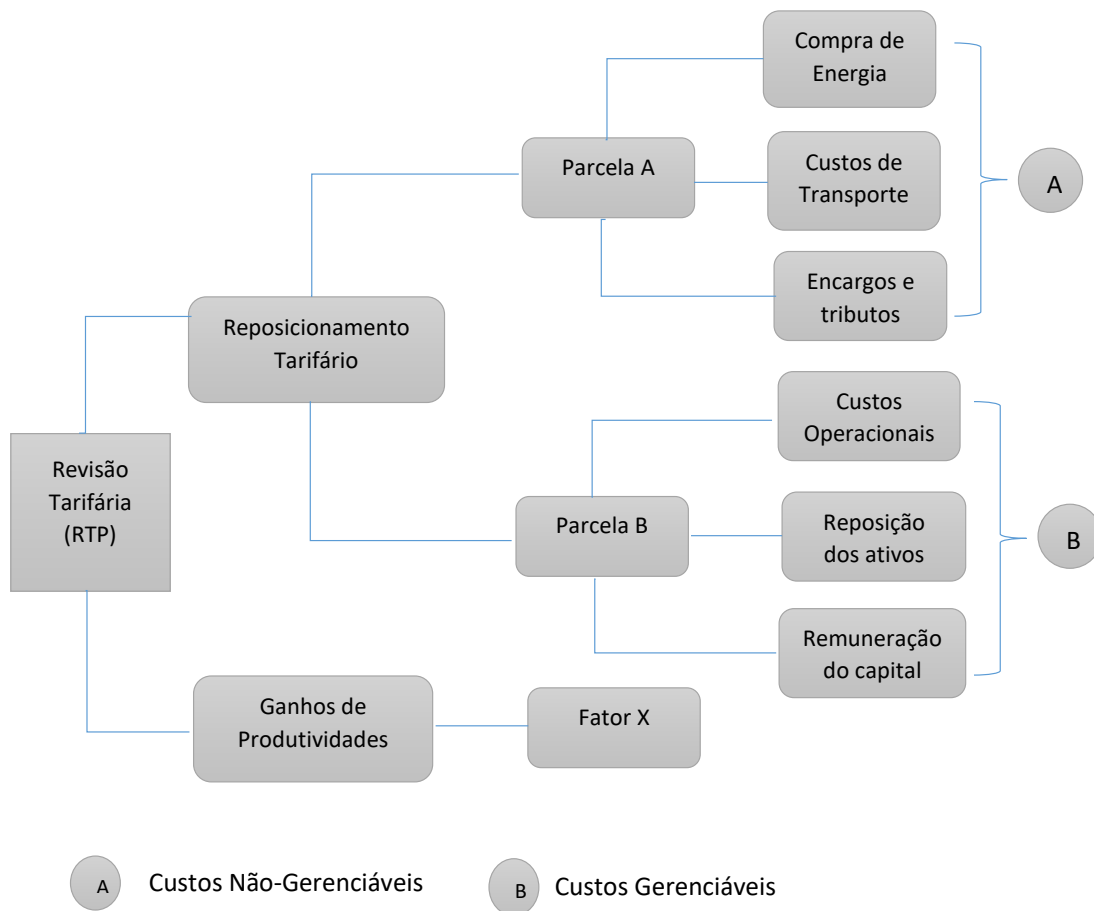 Compra de
Energia
Parcela A
Custos de
Transporte
A
Encargos e
tributos
Reposicionamento
Tarifário
Custos
Operacionais
Revisão
Tarifária
(RTP)
Parcela B
Reposição
dos ativos
B
Remuneração
do capital
Ganhos de
Produtividades
Fator X
A Custos Não-Gerenciáveis
B Custos Gerenciáveis